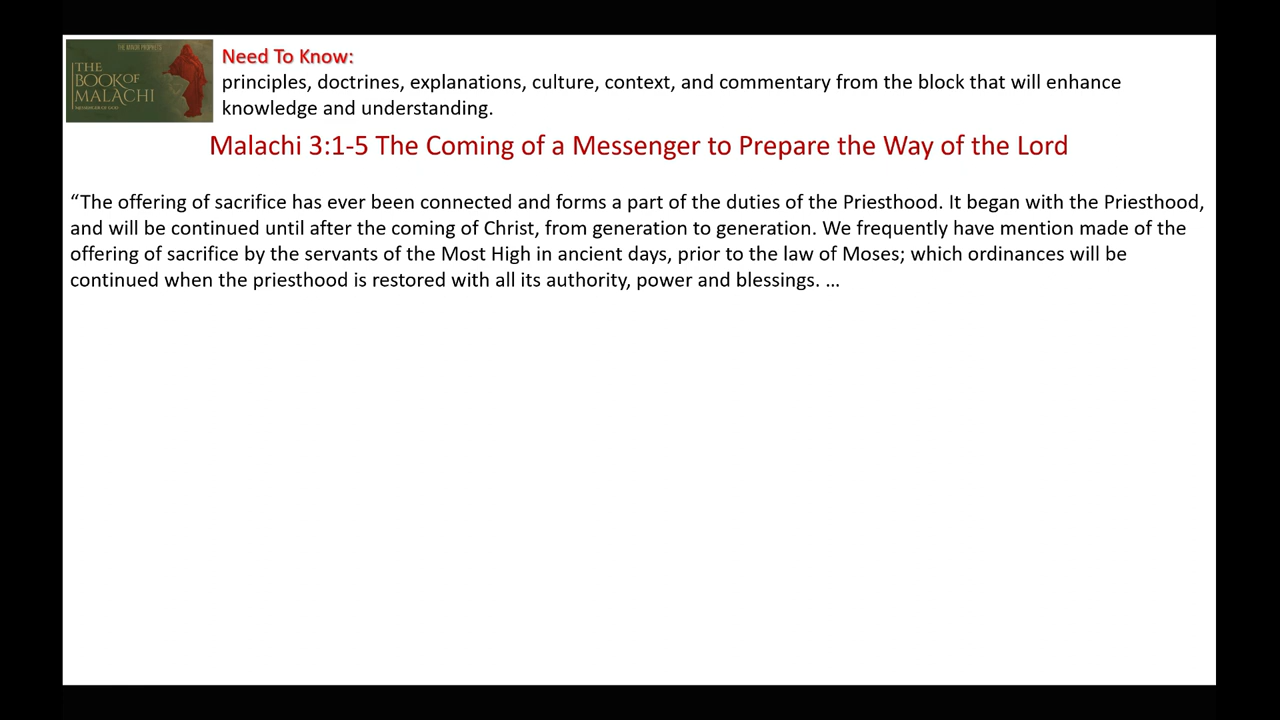 THE MINOR PROPHETS
THE
BOOK OF
MALACHI
MESSENGER OF GOD
Need To Know:
principles, doctrines, explanations, culture, context, and commentary from the block that will enhance
knowledge and understanding.
Malachi 3:1-5 The Coming of a Messenger to Prepare the Way of the Lord
“The offering of sacrifice has ever been connected and forms a part of the duties of the Priesthood. It began with the Priesthood,
and will be continued until after the coming of Christ, from generation to generation. We frequently have mention made of the
offering of sacrifice by the servants of the Most High in ancient days, prior to the law of Moses; which ordinances will be
continued when the priesthood is restored with all its authority, power and blessings. …